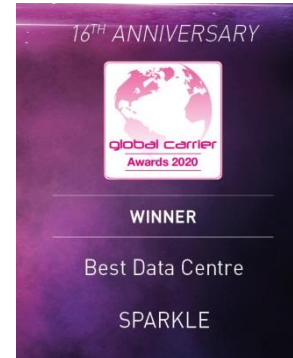 16TH ANNIVERSARY
global carrier
Awards 2020
WINNER
Best Data Centre
SPARKLE